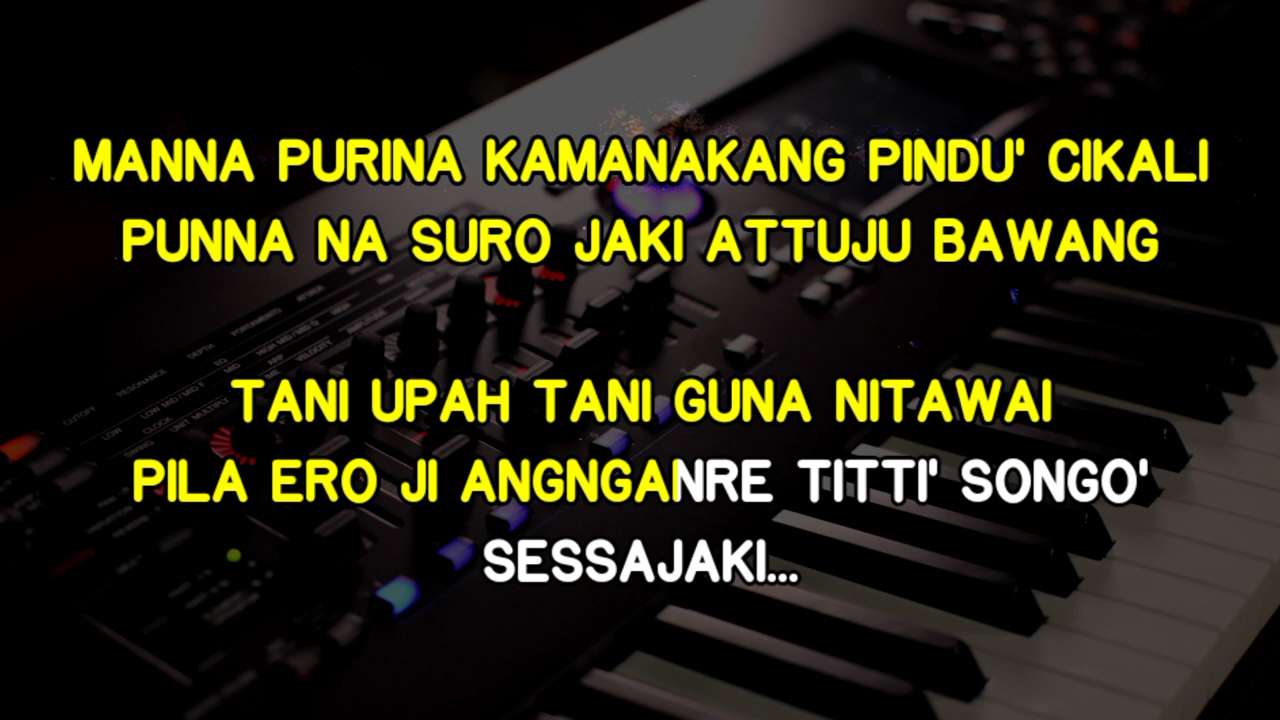 MANNA PURINA KAMANAKANG PINDU' CIKALI
PUNNA NA SURO JAKI ATTUJU BAWANG
TANI UPAH TANI GUNA NITAWAI
PILA ERO JI ANGNGANRE TITTI' SONGO'
SESSAJAKI...